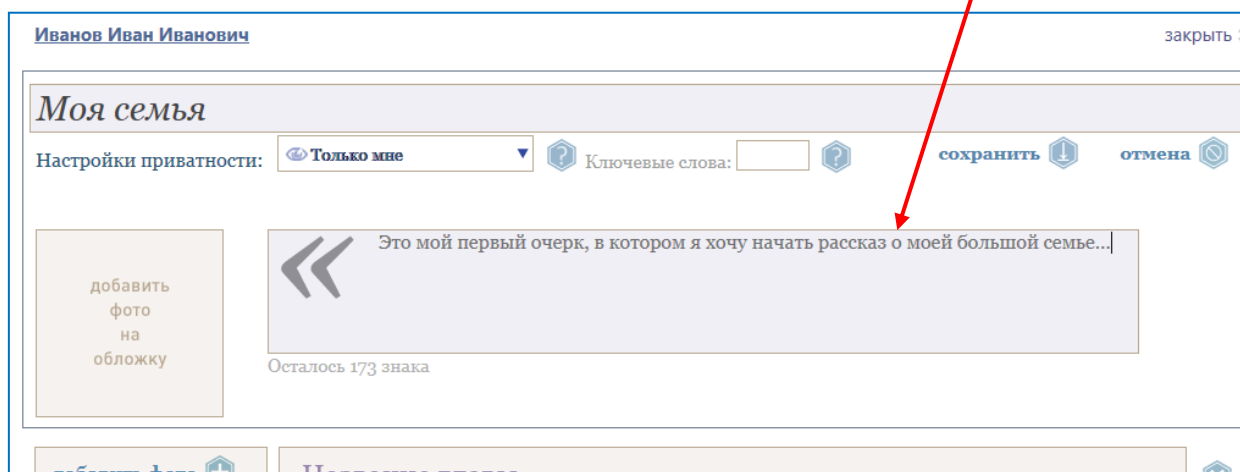 Иванов Иван Иванович закрыть
Моя семья
Настройки приватности: Только мне ? Ключевые слова: ? сохранить отмена
« Это мой первый очерк, в котором я хочу начать рассказ о моей большой семье...
добавить
фото
на
обложку
Осталось 173 знака